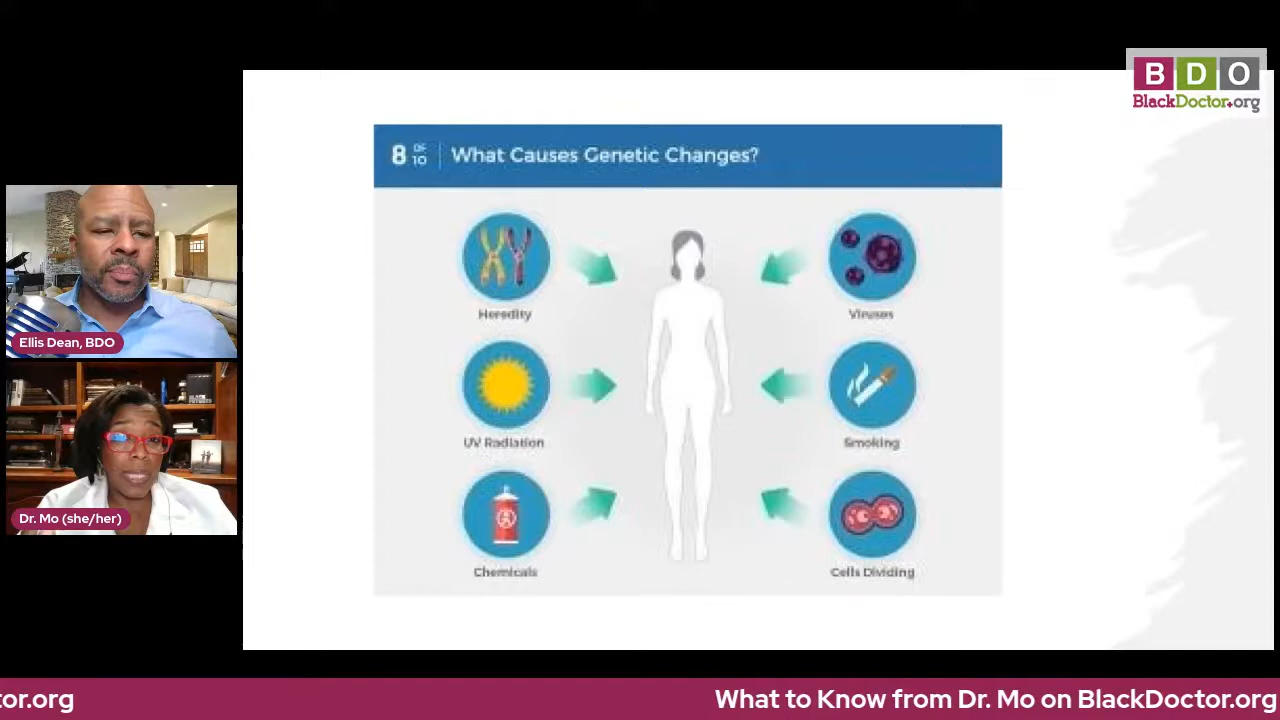 B D O
BlackDoctor.org
8 OF 10 What Causes Genetic Changes?
Heredity
Viruses
UV Radiation
Smoking
Chemicals
Cells Dividing
Ellis Dean, BDO
Dr. Mo (she/her)
tor.org
What to Know from Dr. Mo on BlackDoctor.org